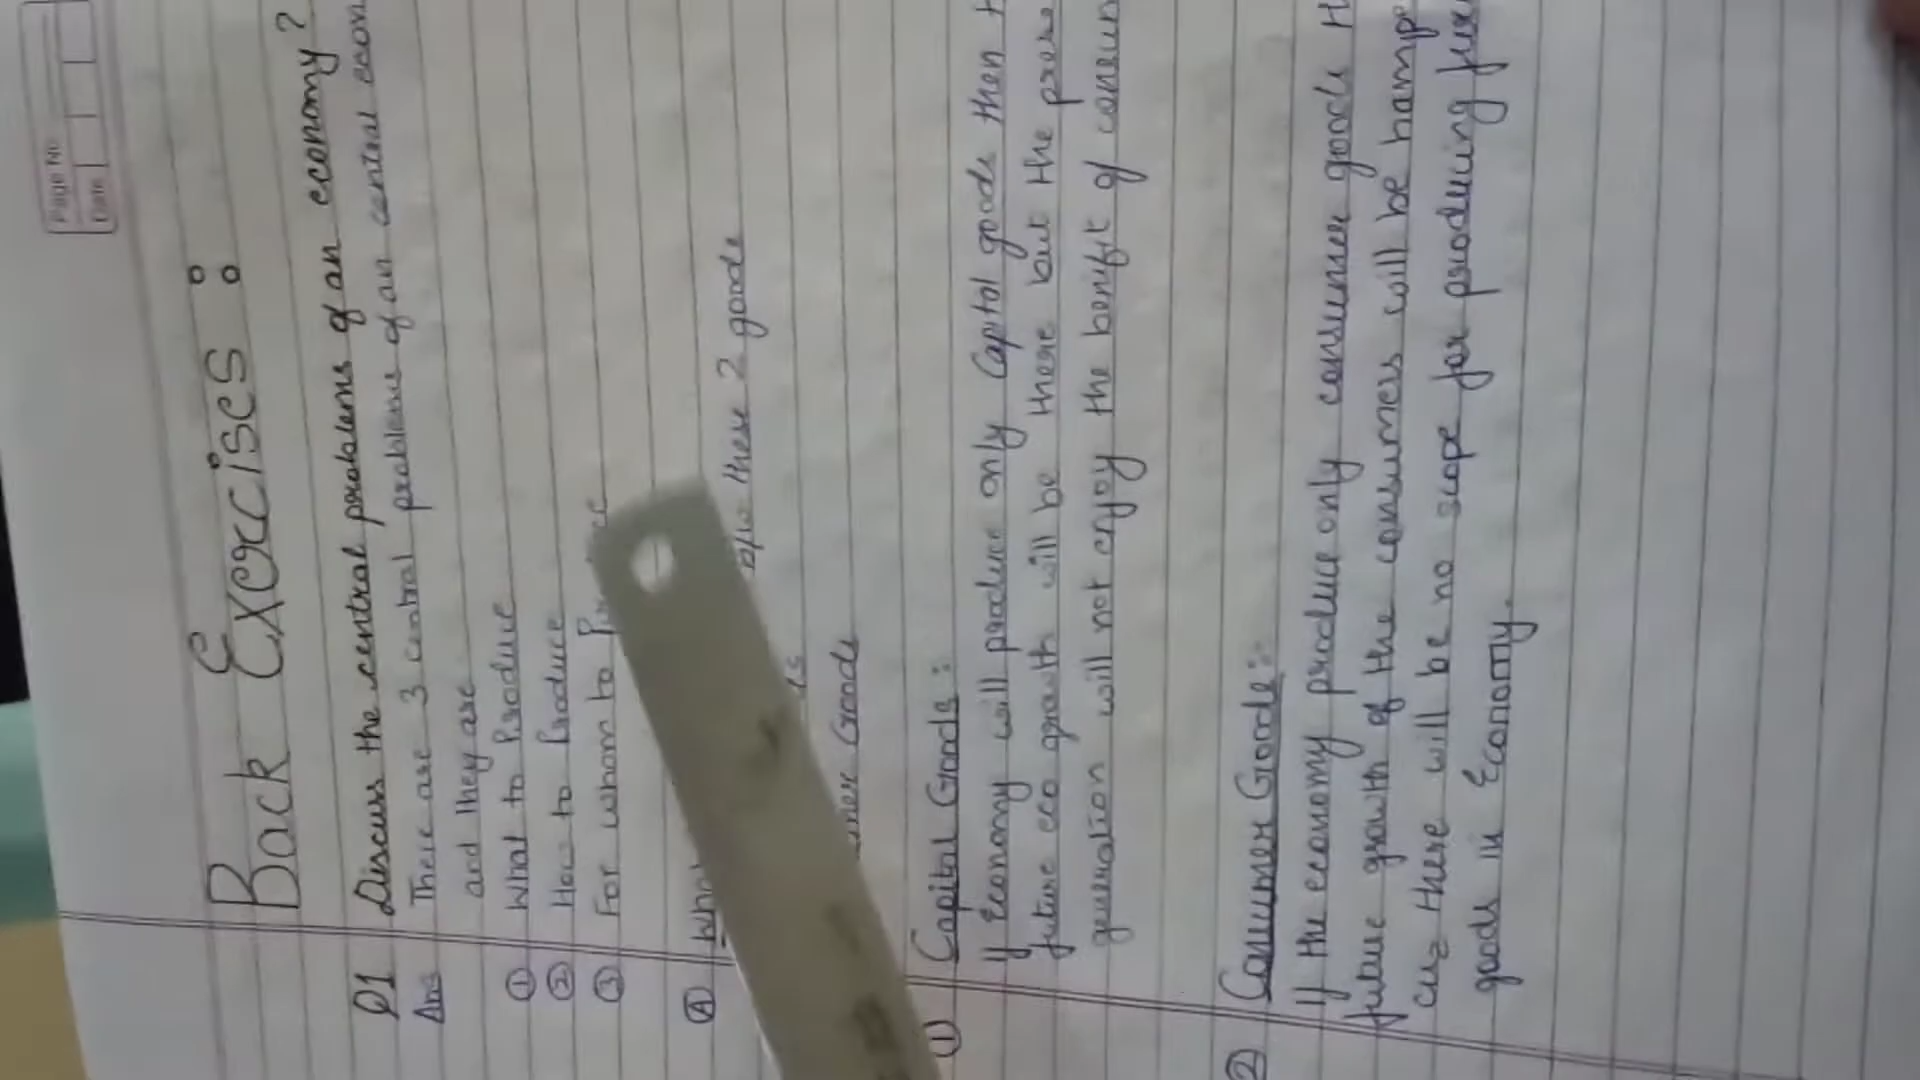 Page No
Date
Back Exercises :
Q1 Discuss the central problems of an economy?
Ans There are 3 central problems of an central econ
and they are
① What to Produce
② How to Produce
③ For whom to
Ⓐ
b/w these 2 goods
Goods
① Capital Goods :
If Economy will produce only Capital goods then
future eco growth will be there but the prese
generation will not enjoy the benifit of consum
② Consumer Goods :-
If the economy produce only consumer goods
future growth of the consumers will be hampe
cuz there will be no scope for producing
goods in Economy.